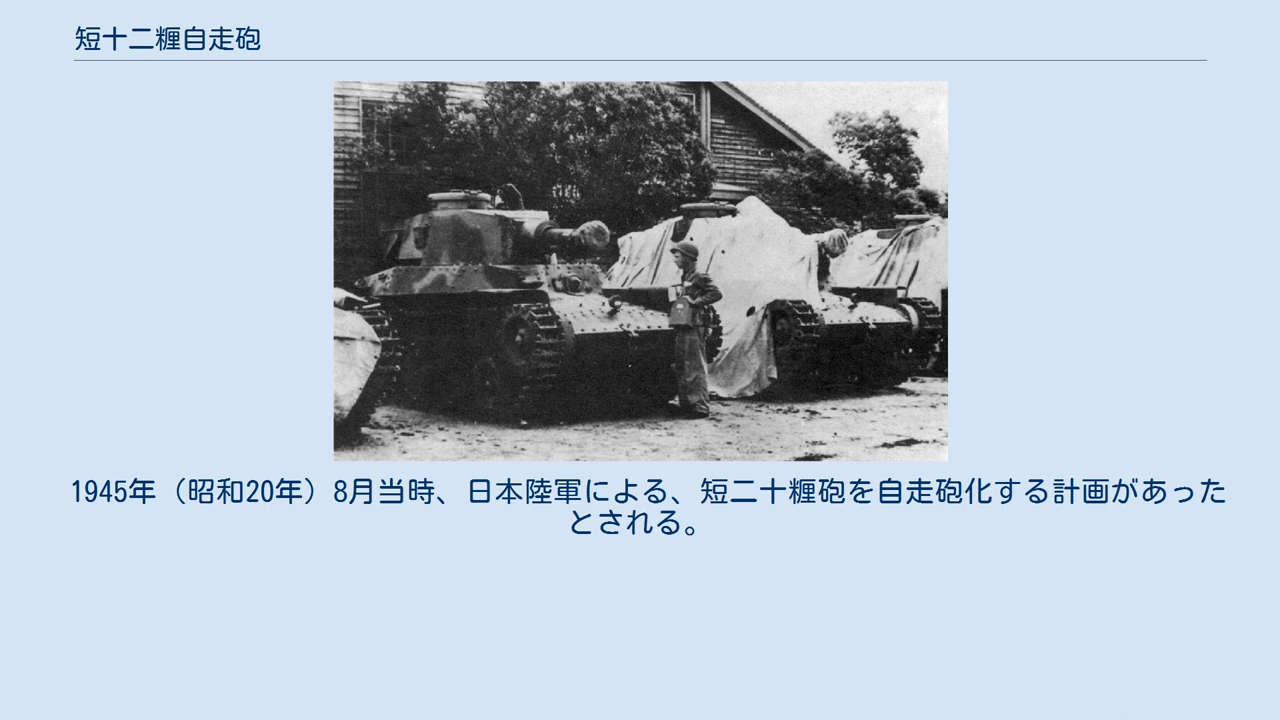 短十二糎自走砲
1945年（昭和20年）8月当時、日本陸軍による、短二十糎砲を自走砲化する計画があった
とされる。